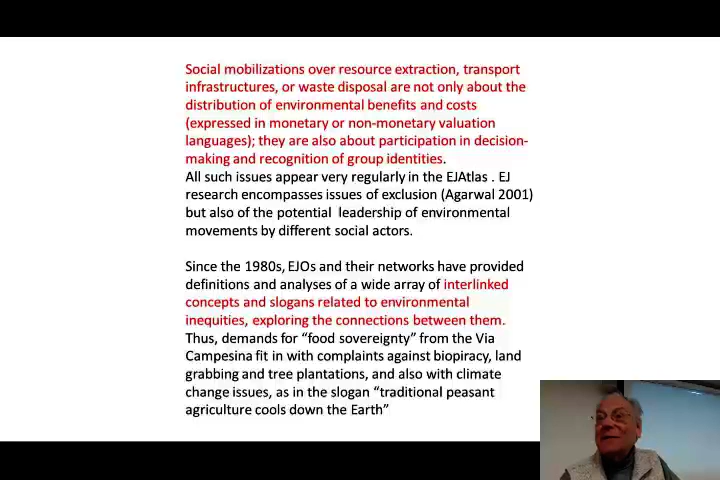 Social mobilizations over resource extraction, transport
infrastructures, or waste disposal are not only about the
distribution of environmental benefits and costs
(expressed in monetary or non-monetary valuation
languages); they are also about participation in decision-
making and recognition of group identities.
All such issues appear very regularly in the EJAtlas . EJ
research encompasses issues of exclusion (Agarwal 2001)
but also of the potential  leadership of environmental
movements by different social actors.
Since the 1980s, EJOs and their networks have provided
definitions and analyses of a wide array of interlinked
concepts and slogans related to environmental
inequities, exploring the connections between them.
Thus, demands for “food sovereignty” from the Via
Campesina fit in with complaints against biopiracy, land
grabbing and tree plantations, and also with climate
change issues, as in the slogan “traditional peasant
agriculture cools down the Earth”